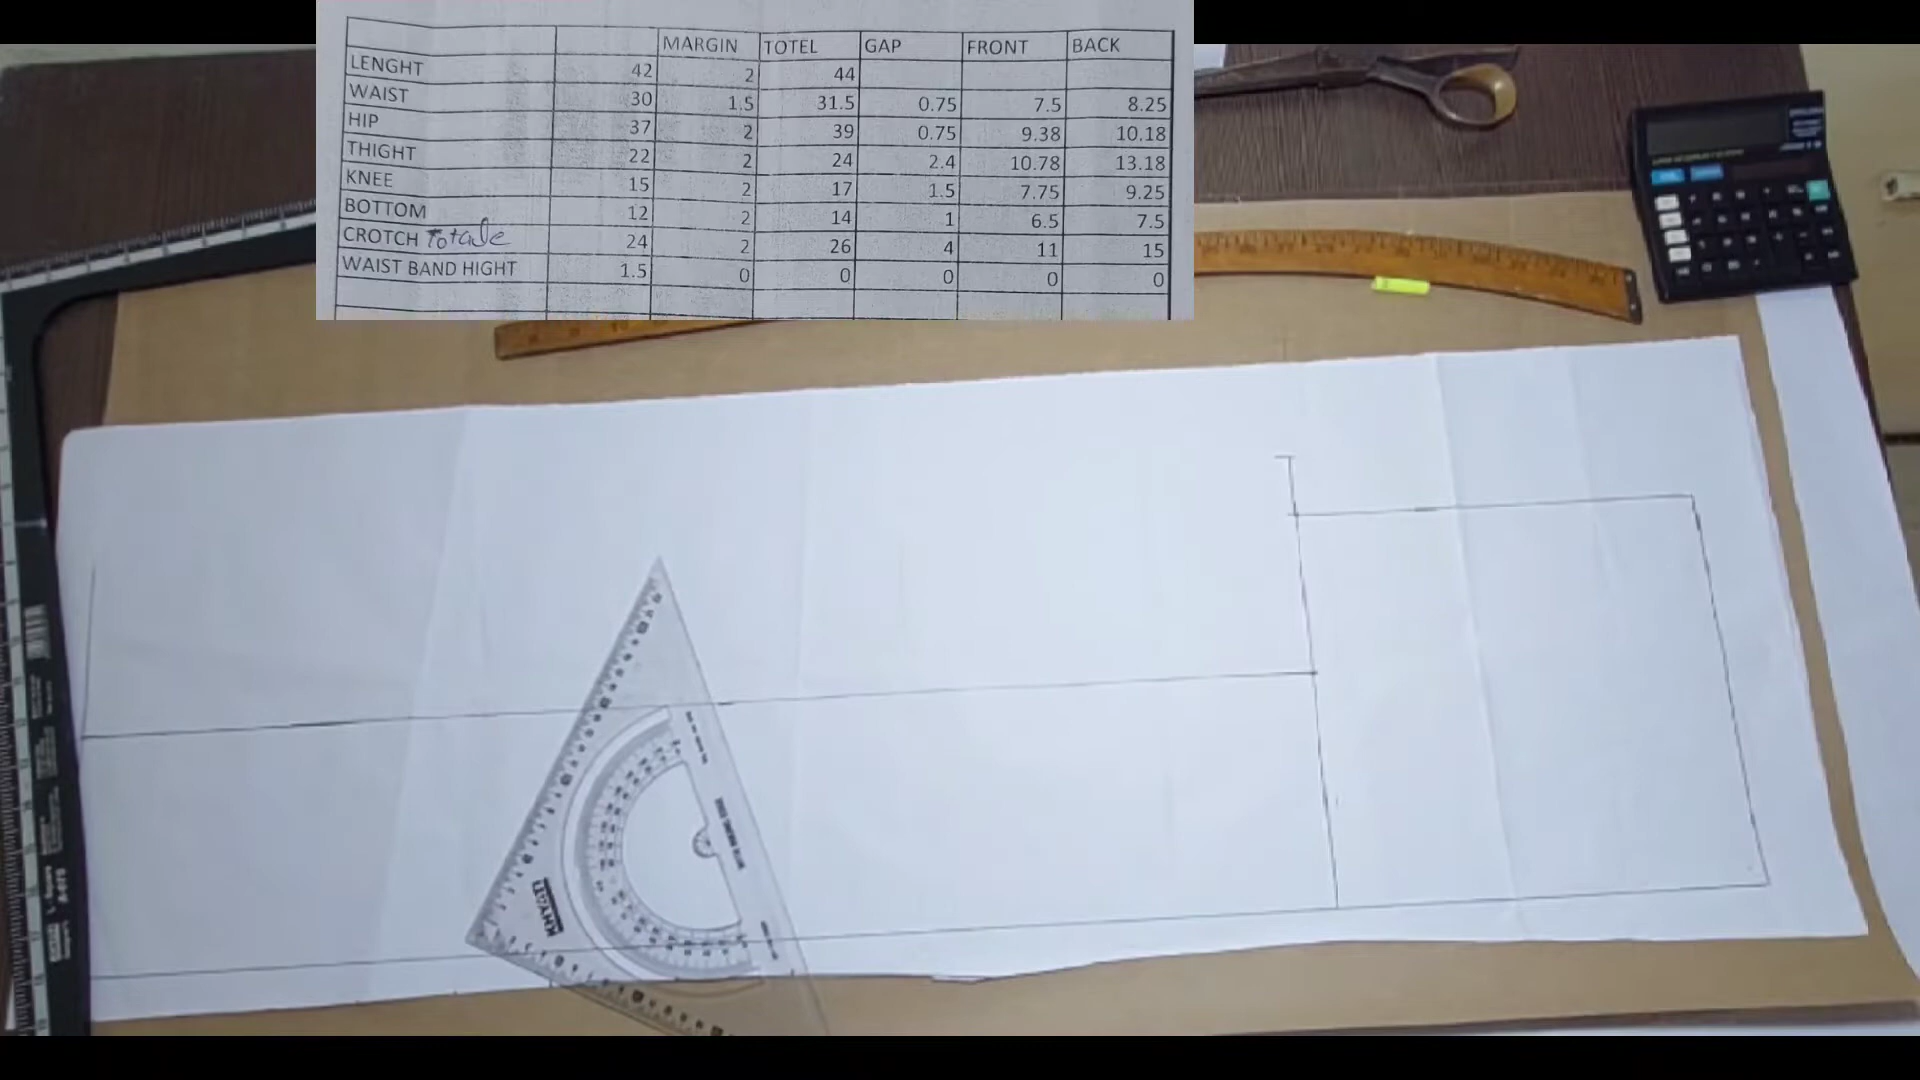 MARGIN TOTEL GAP FRONT BACK
LENGHT 42 2 44
WAIST 30 1.5 31.5 0.75 7.5 8.25
HIP 37 2 39 0.75 9.38 10.18
THIGHT 22 2 24 2.4 10.78 13.18
KNEE 15 2 17 1.5 7.75 9.25
BOTTOM 12 2 14 1 6.5 7.5
CROTCH Totale 24 2 26 4 11 15
WAIST BAND HIGHT 1.5 0 0 0 0 0
KHYATI
L-Square